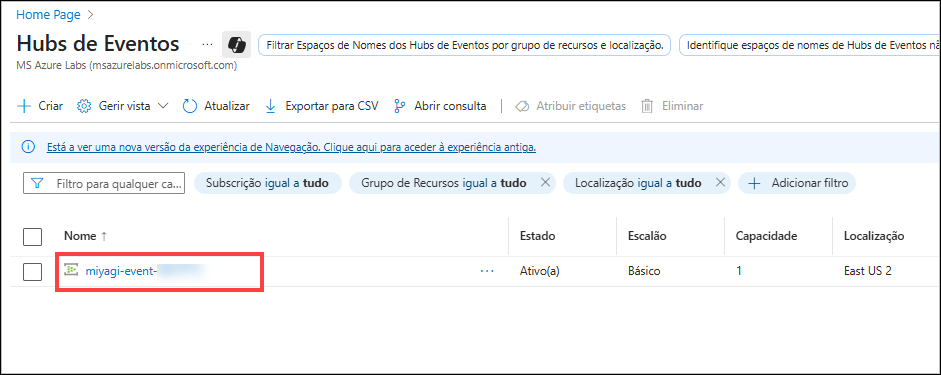 Home Page >
Hubs de Eventos ...
Filtrar Espaços de Nomes dos Hubs de Eventos por grupo de recursos e localização.
Identifique espaços de nomes de Hubs de Eventos
MS Azure Labs (msazurelabs.onmicrosoft.com)
+ Criar Gerir vista Atualizar Exportar para CSV Abrir consulta Atribuir etiquetas Eliminar
Está a ver uma nova versão da experiência de Navegação. Clique aqui para aceder à experiência antiga.
Filtro para qualquer ca... Subscrição igual a tudo Grupo de Recursos igual a tudo × Localização igual a tudo × + Adicionar filtro
Nome ↑ Estado Escalão Capacidade Localização
miyagi-event- ... Ativo(a) Básico 1 East US 2